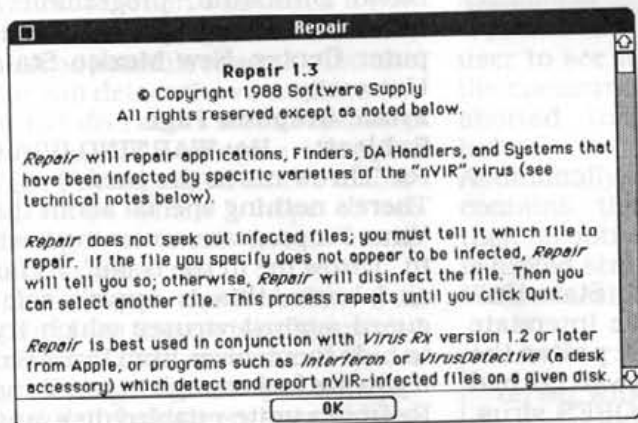 Repair
Repair 1.3
© Copyright 1988 Software Supply
All rights reserved except as noted below.
Repair will repair applications, Finders, DA Handlers, and Systems that
have been infected by specific varieties of the "nVIR" virus (see
technical notes below).
Repair does not seek out infected files; you must tell it which file to
repair. If the file you specify does not appear to be infected, Repair
will tell you so; otherwise, Repair will disinfect the file. Then you
can select another file. This process repeats until you click Quit.
Repair is best used in conjunction with Virus Rx version 1.2 or later
from Apple, or programs such as Interferon or VirusDetective (a desk
accessory) which detect and report nVIR-infected files on a given disk.
OK